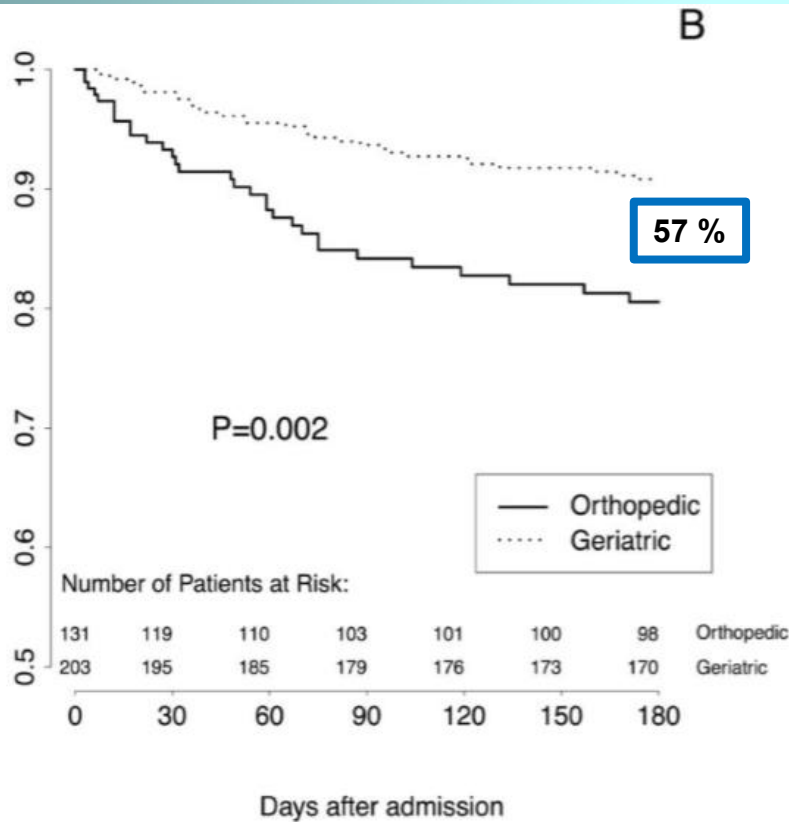 B
1.0
0.9
57 %
0.8
0.7
P=0.002
Orthopedic
Geriatric
0.6
Number of Patients at Risk:
131 119 110 103 101 100 98 Orthopedic
0.5
203 195 185 179 176 173 170 Geriatric
0 30 60 90 120 150 180
Days after admission